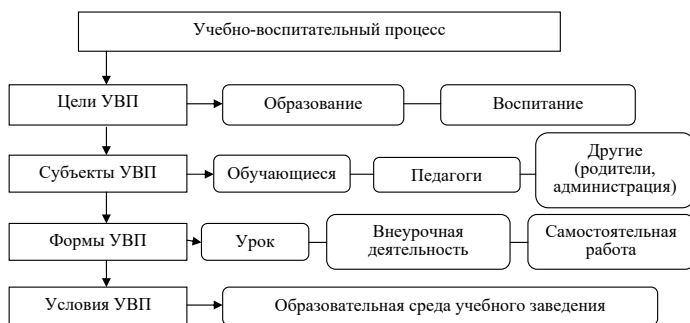 Учебно-воспитательный процесс
Цели УВП
Образование
Воспитание
Субъекты УВП
Обучающиеся
Педагоги
Другие
(родители,
администрация)
Формы УВП
Урок
Внеурочная
деятельность
Самостоятельная
работа
Условия УВП
Образовательная среда учебного заведения